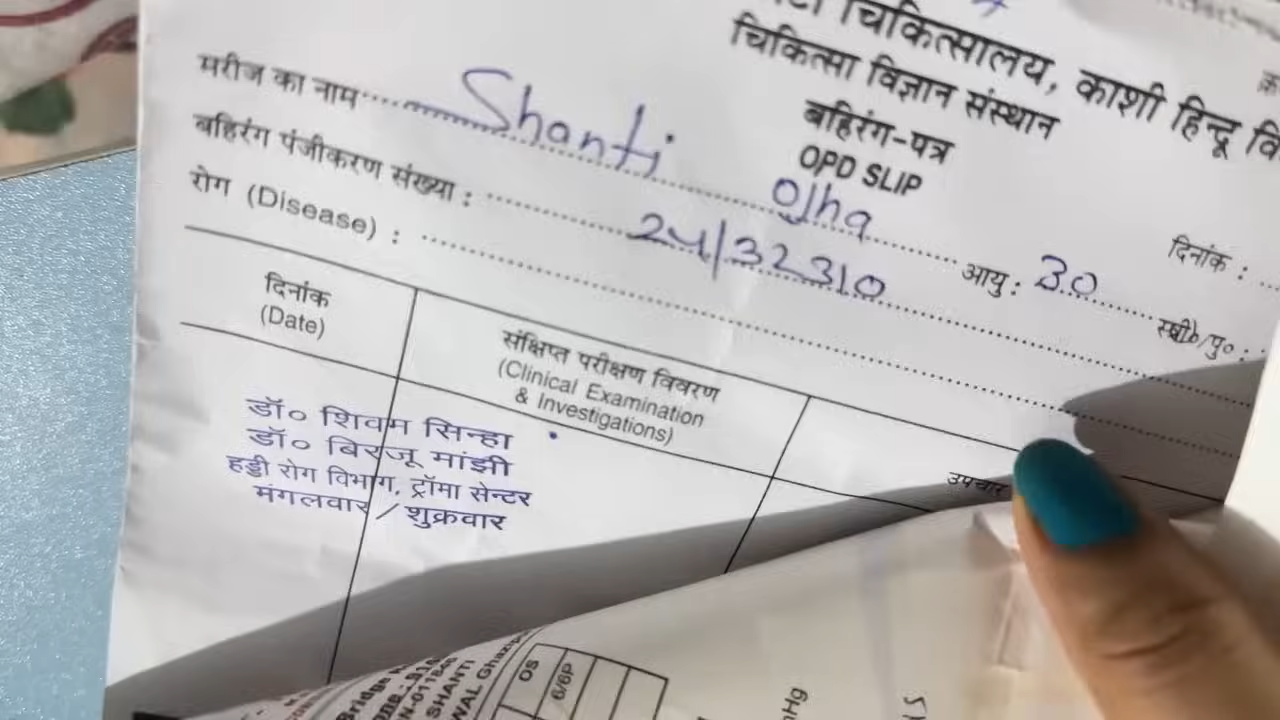 चिकित्सालय, काशी हिन्दू
चिकित्सा विज्ञान संस्थान
बहिरंग-पत्र
OPD SLIP
मरीज का नाम Shanti Ojha आयु: 30 दिनांक :
बहिरंग पंजीकरण संख्या : 24/32310
रोग (Disease) :
दिनांक
(Date)
संक्षिप्त परीक्षण विवरण
(Clinical Examination
& Investigations)
उपचार
डॉ० शिवम सिन्हा
डॉ० बिरजू मांझी
हड्डी रोग विभाग, ट्रॉमा सेन्टर
मंगलवार / शुक्रवार
SHANTI
OS
6/6P